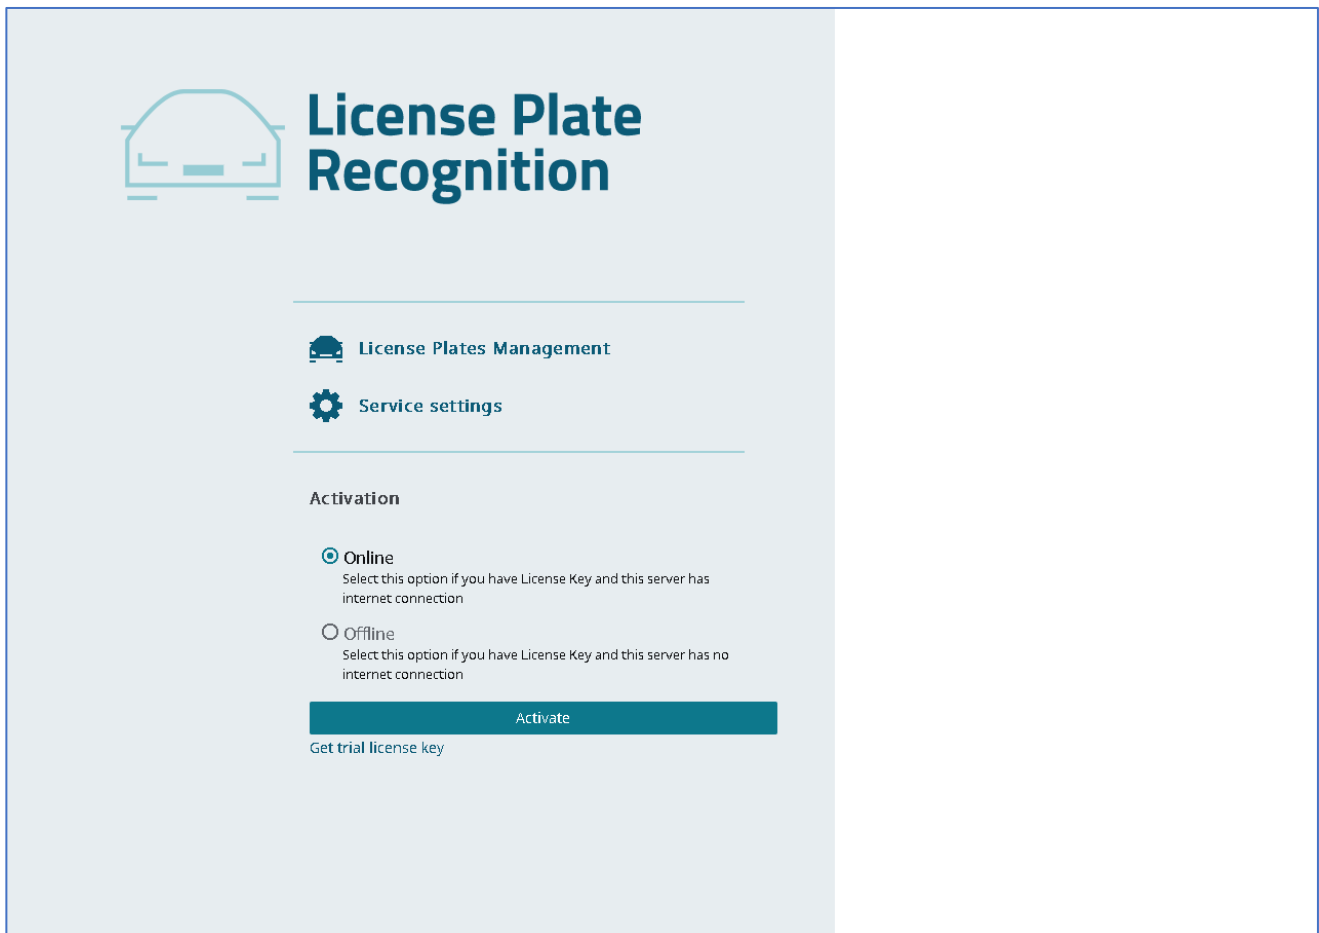 License Plate
Recognition
License Plates Management
Service settings
Activation
Online
Select this option if you have License Key and this server has
internet connection
Offline
Select this option if you have License Key and this server has no
internet connection
Activate
Get trial license key